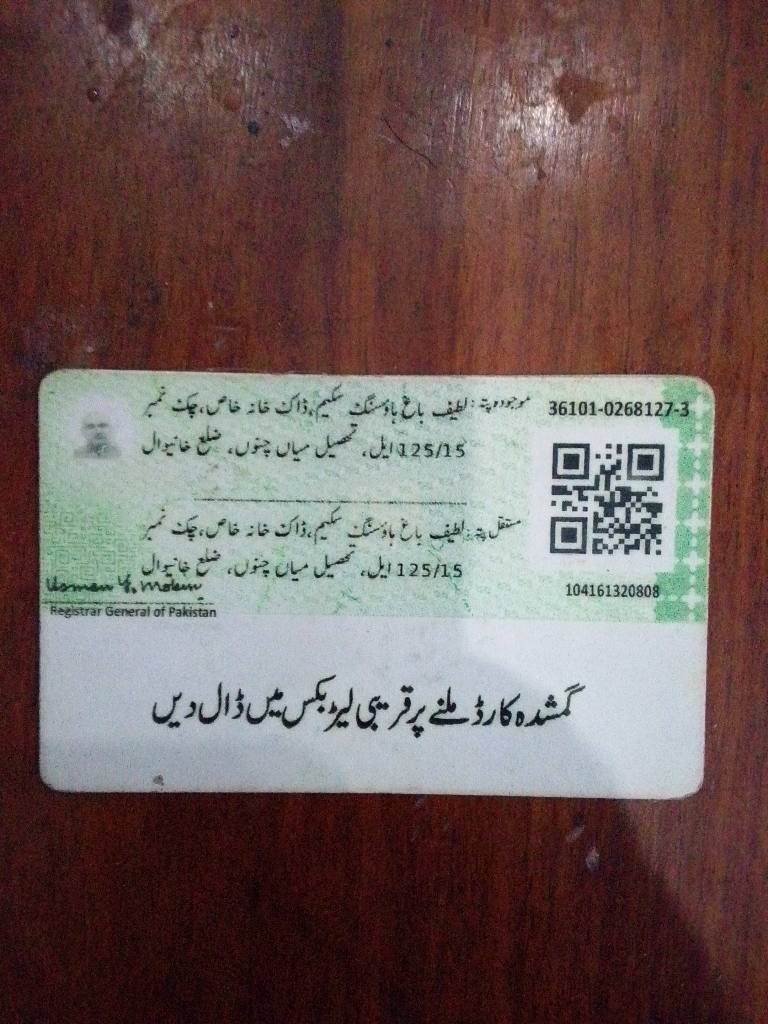 موجودہ پتہ: لطیف باغ ہاؤسنگ سکیم، ڈاک خانہ خاص، چک نمبر
125/15 ایل، تحصیل میاں چنوں، ضلع خانیوال
36101-0268127-3
مستقل پتہ: لطیف باغ ہاؤسنگ سکیم، ڈاک خانہ خاص، چک نمبر
125/15 ایل، تحصیل میاں چنوں، ضلع خانیوال
104161320808
Usman Y. Mobin
Registrar General of Pakistan
گمشدہ کارڈ ملنے پر قریبی لیٹر بکس میں ڈال دیں